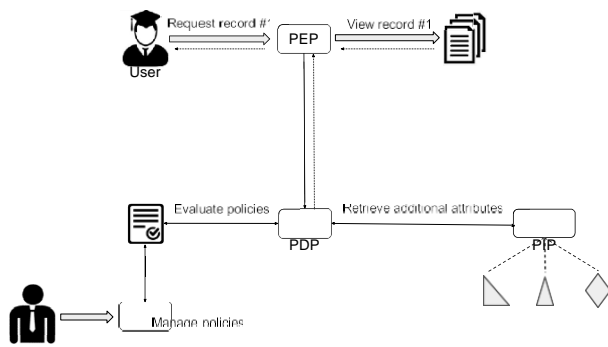 Request record #1
View record #1
PEP
User
Evaluate policies
Retrieve additional attributes
PDP
PIP
Manage policies